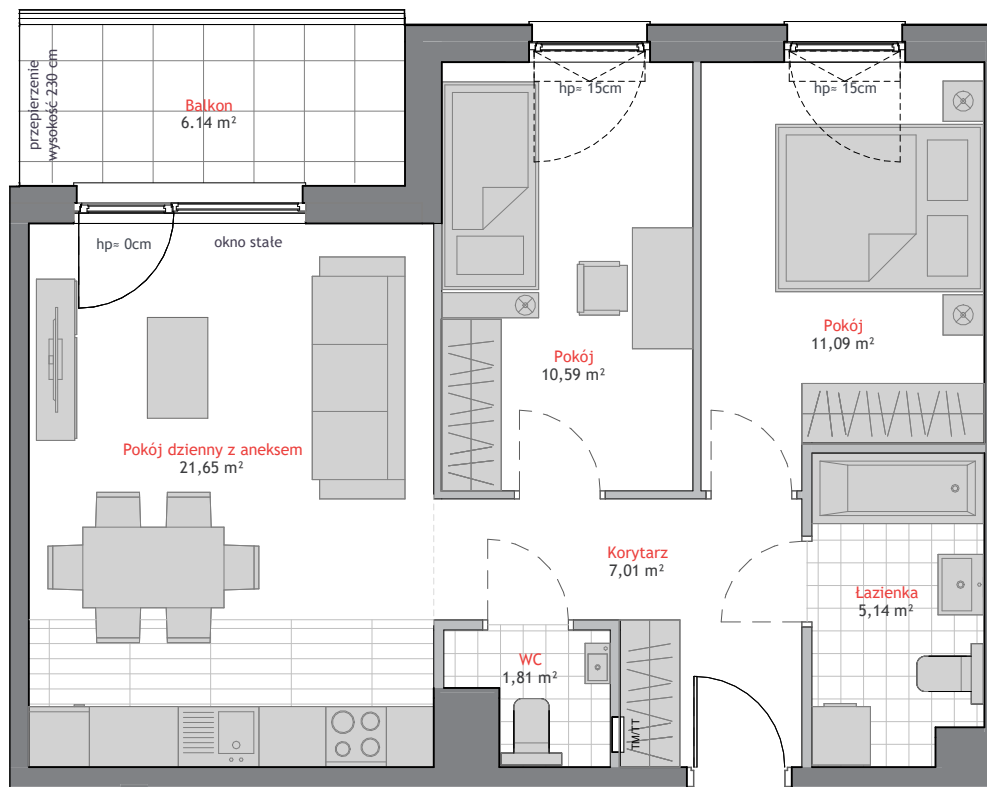 przepierzenie
wysokość 230 cm
Balkon
6.14 m²
hp≈ 15cm
hp≈ 15cm
hp≈ 0cm
okno stałe
Pokój
10,59 m²
Pokój
11,09 m²
Pokój dzienny z aneksem
21,65 m²
Korytarz
7,01 m²
Łazienka
5,14 m²
WC
1,81 m²
TM/TT